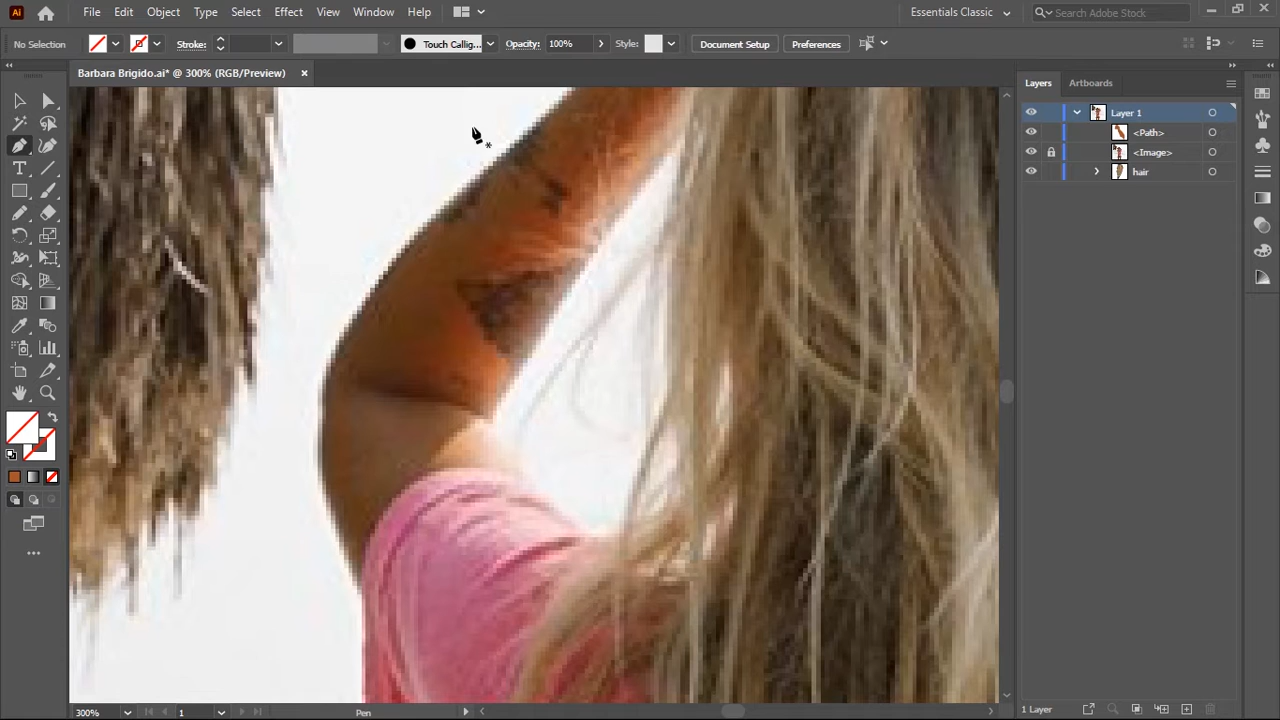 Ai File Edit Object Type Select Effect View Window Help Essentials Classic Search Adobe Stock
No Selection Stroke: Touch Callig... Opacity: 100% Style: Document Setup Preferences
Barbara Brigido.ai* @ 300% (RGB/Preview)
Layers Artboards
Layer 1
<Path>
<Image>
hair
300% 1 Pen 1 Layer